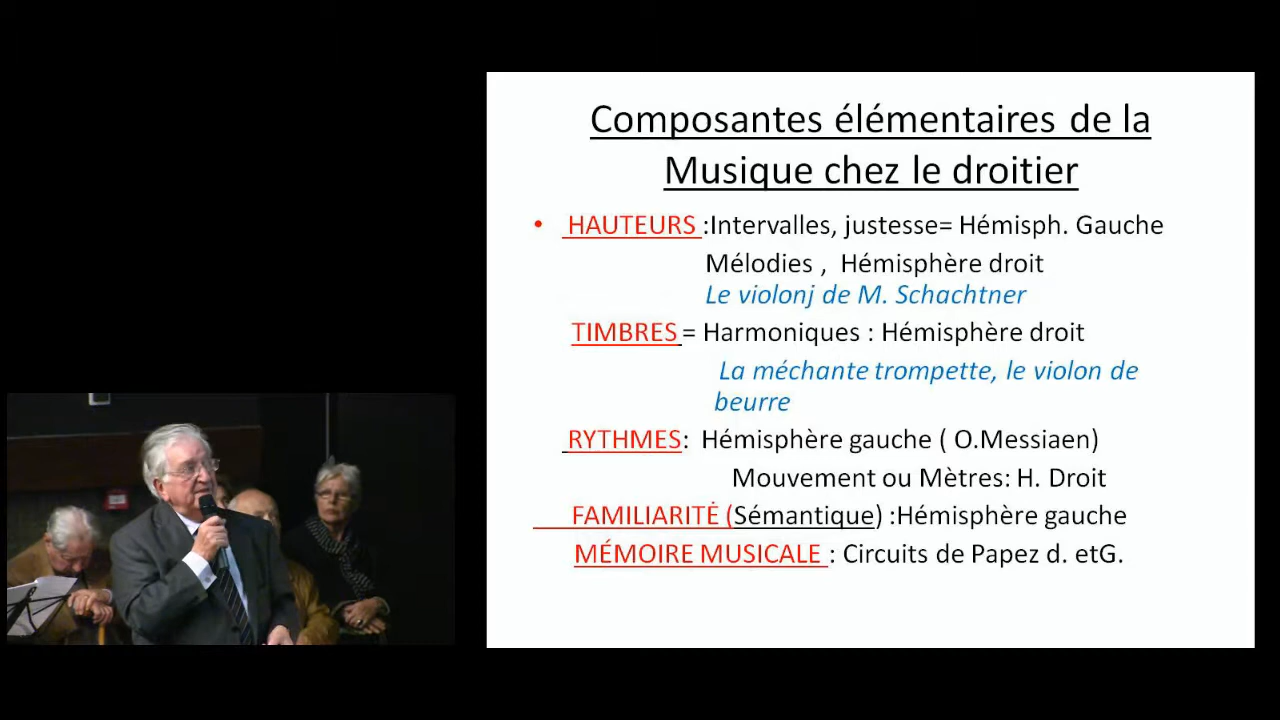 Composantes élémentaires de la
Musique chez le droitier
• HAUTEURS :Intervalles, justesse= Hémisph. Gauche
Mélodies , Hémisphère droit
Le violonj de M. Schachtner
TIMBRES = Harmoniques : Hémisphère droit
La méchante trompette, le violon de
beurre
RYTHMES: Hémisphère gauche ( O.Messiaen)
Mouvement ou Mètres: H. Droit
FAMILIARITĖ (Sémantique) :Hémisphère gauche
MÉMOIRE MUSICALE : Circuits de Papez d. etG.